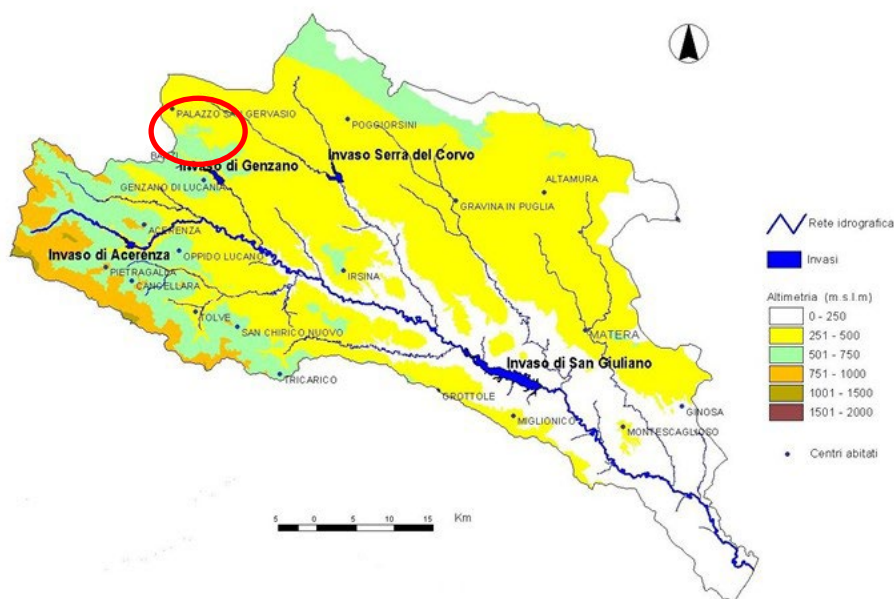 PALAZZO SAN GERVASIO
POGGIORSINI
Invaso Serra del Corvo
Invaso di Genzano
GENZANO DI LUCANIA
ALTAMURA
GRAVINA IN PUGLIA
ACERENZA
Invaso di Acerenza
OPPIDO LUCANO
PIETRAGALLA
CANCELLARA
IRSINA
TOLVE
SAN CHIRICO NUOVO
MATERA
Invaso di San Giuliano
TRICARICO
GROTTOLE
MIGLIONICO
GINOSA
MONTESCAGLIOSO
Rete idrografica
Invasi
Altimetria (m.s.l.m)
0 - 250
251 - 500
501 - 750
751 - 1000
1001 - 1500
1501 - 2000
Centri abitati
5 0 5 10 15 Km